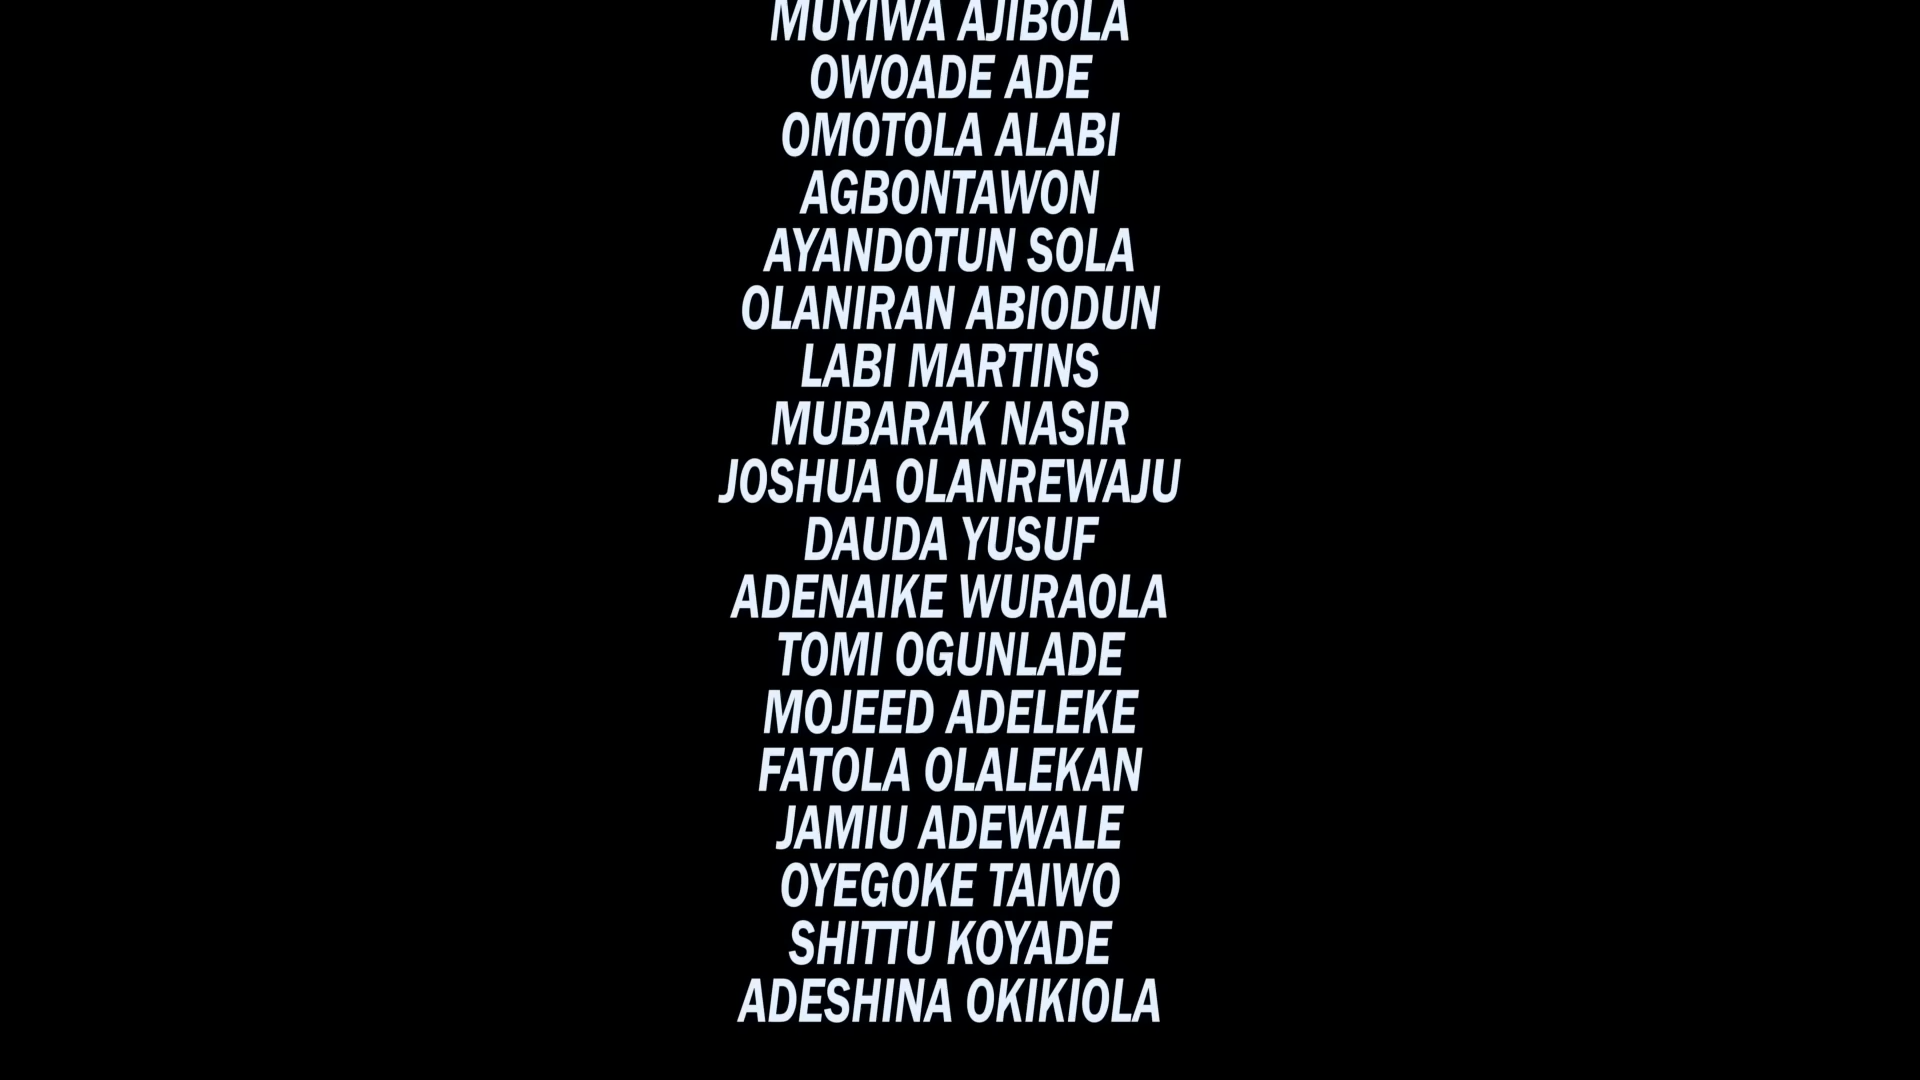 MUYIWA AJIBOLA
OWOADE ADE
OMOTOLA ALABI
AGBONTAWON
AYANDOTUN SOLA
OLANIRAN ABIODUN
LABI MARTINS
MUBARAK NASIR
JOSHUA OLANREWAJU
DAUDA YUSUF
ADENAIKE WURAOLA
TOMI OGUNLADE
MOJEED ADELEKE
FATOLA OLALEKAN
JAMIU ADEWALE
OYEGOKE TAIWO
SHITTU KOYADE
ADESHINA OKIKIOLA